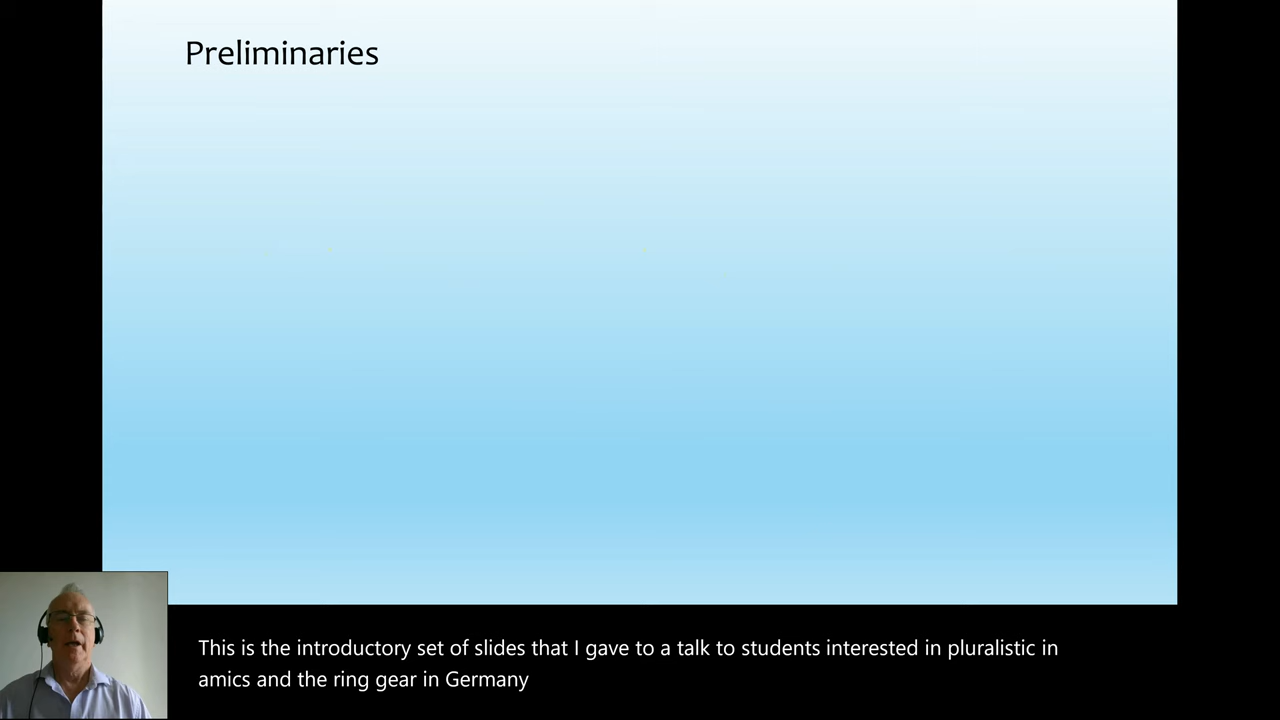 Preliminaries
This is the introductory set of slides that I gave to a talk to students interested in pluralistic in
amics and the ring gear in Germany